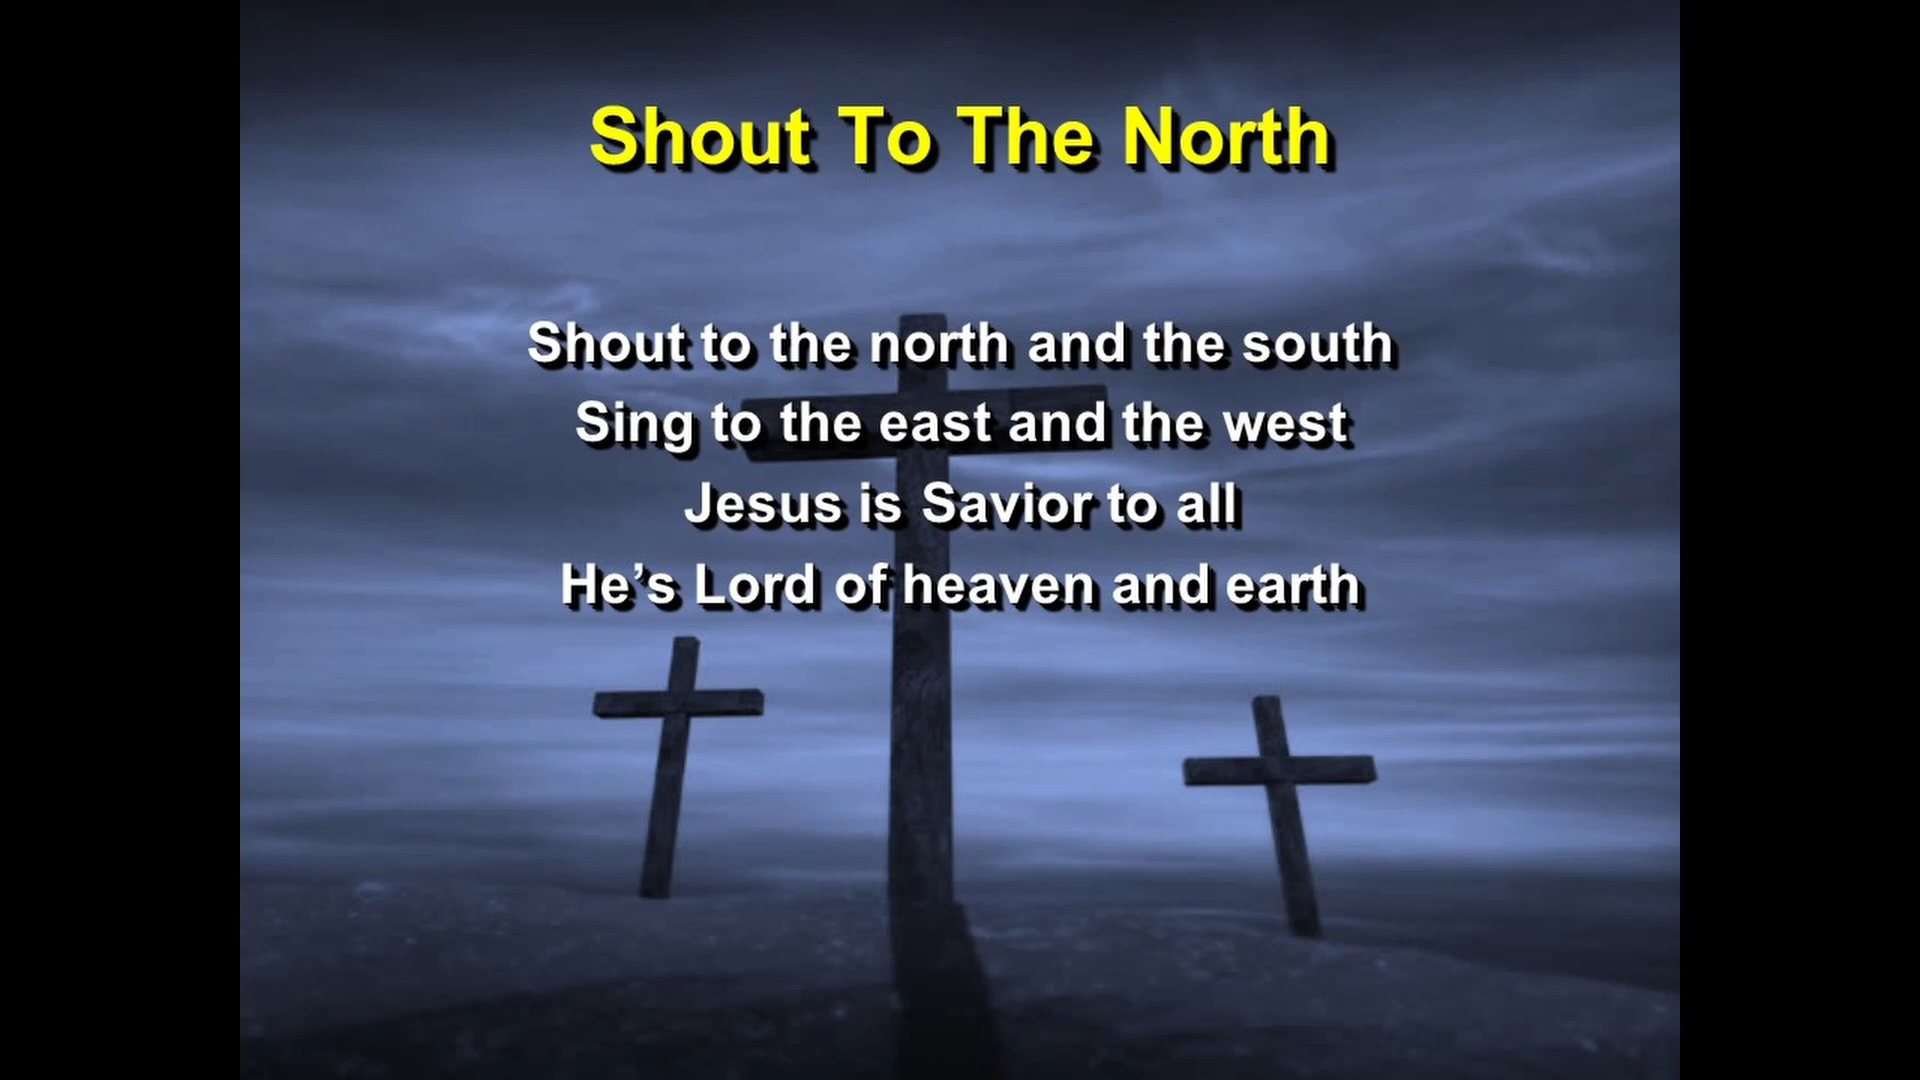 Shout To The North
Shout to the north and the south
Sing to the east and the west
Jesus is Savior to all
He’s Lord of heaven and earth